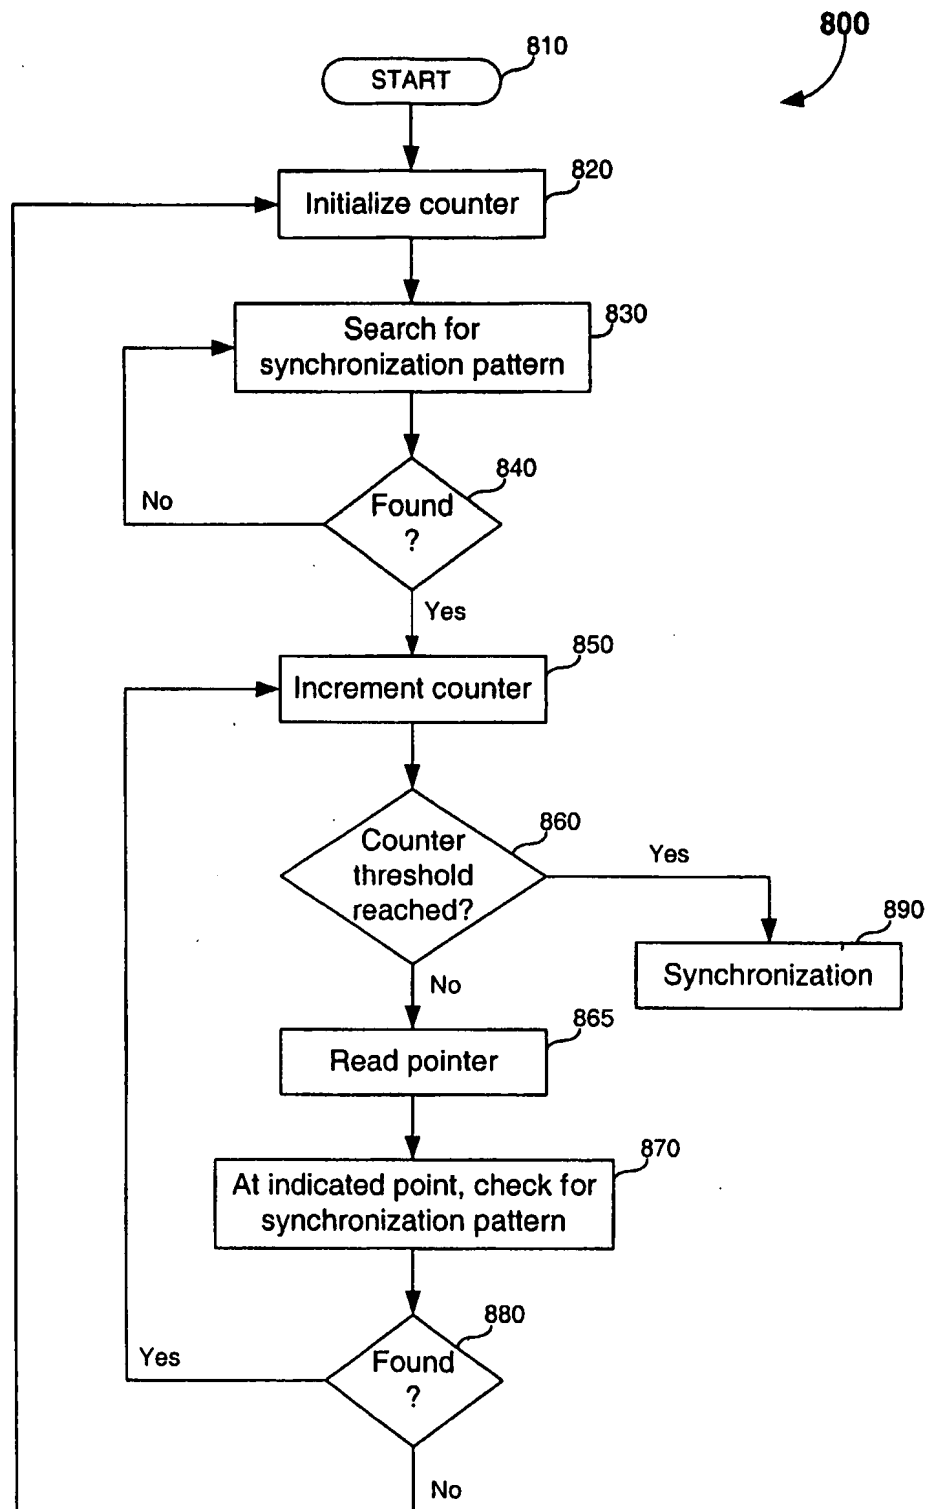 800
810
START
820
Initialize counter
830
Search for
synchronization pattern
840
Found
?
No
Yes
850
Increment counter
860
Counter
threshold
reached?
Yes
890
Synchronization
No
865
Read pointer
870
At indicated point, check for
synchronization pattern
880
Found
?
Yes
No